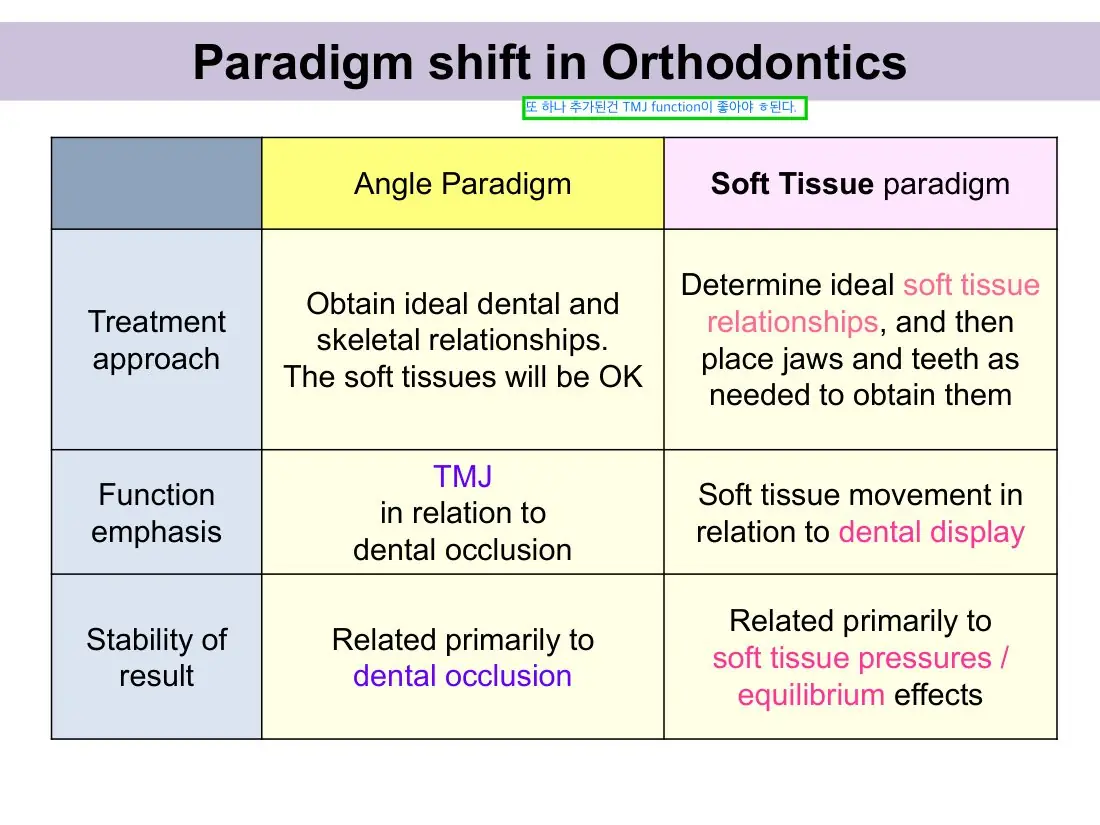 Paradigm shift in Orthodontics
또 하나 추가된건 TMJ function이 좋아야 ㅎ된다.
Angle Paradigm
Soft Tissue paradigm
Treatment
approach
Obtain ideal dental and
skeletal relationships.
The soft tissues will be OK
Determine ideal soft tissue
relationships, and then
place jaws and teeth as
needed to obtain them
Function
emphasis
TMJ
in relation to
dental occlusion
Soft tissue movement in
relation to dental display
Stability of
result
Related primarily to
dental occlusion
Related primarily to
soft tissue pressures /
equilibrium effects